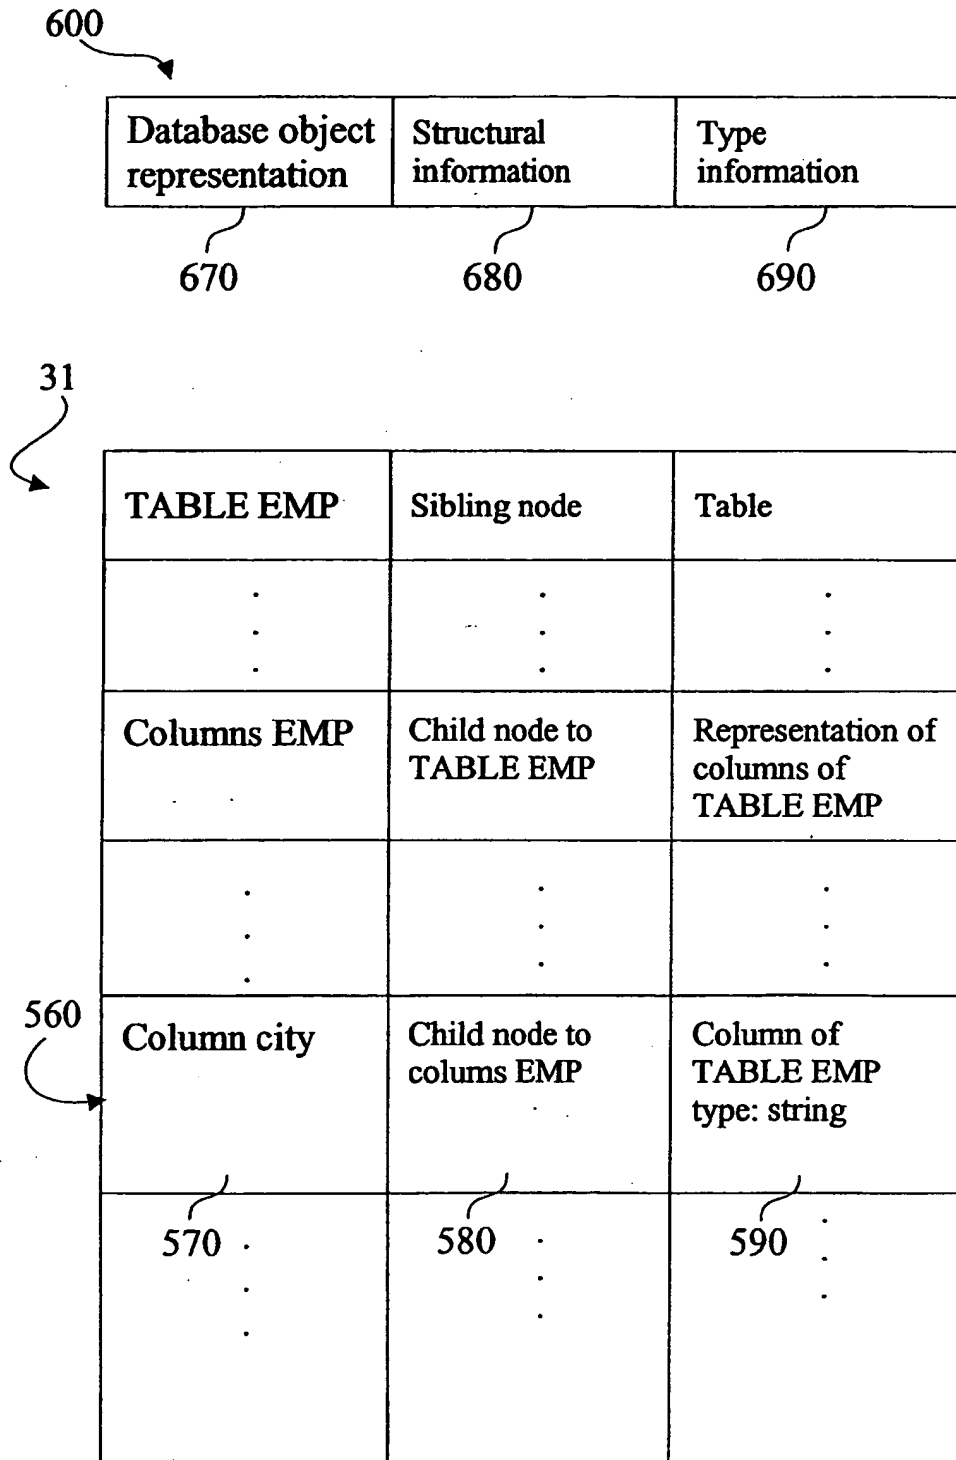 600
Database object
representation
Structural
information
Type
information
670
680
690
31
TABLE EMP
Sibling node
Table
Columns EMP
Child node to
TABLE EMP
Representation of
columns of
TABLE EMP
560
Column city
Child node to
colums EMP
Column of
TABLE EMP
type: string
570
580
590